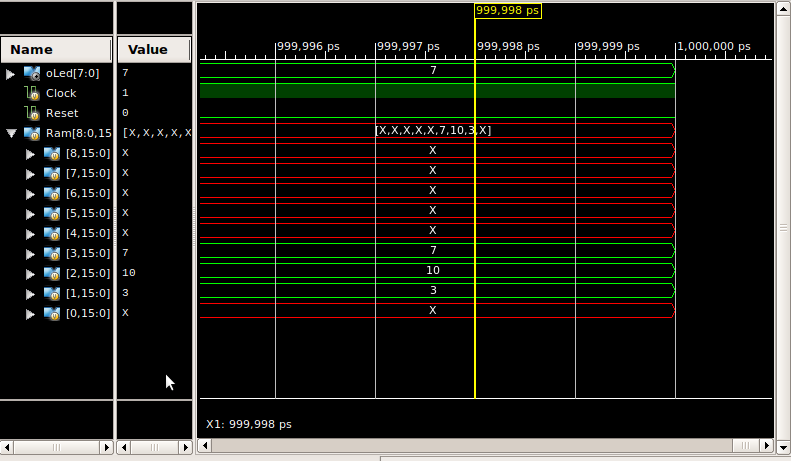 999,998 ps
Name Value
999,996 ps 999,997 ps 999,998 ps 999,999 ps 1,000,000 ps
oLed[7:0] 7 7
Clock 1
Reset 0
Ram[8:0,15 [X,X,X,X,X [X,X,X,X,X,7,10,3,X]
[8,15:0] X X
[7,15:0] X X
[6,15:0] X X
[5,15:0] X X
[4,15:0] X X
[3,15:0] 7 7
[2,15:0] 10 10
[1,15:0] 3 3
[0,15:0] X X
X1: 999,998 ps